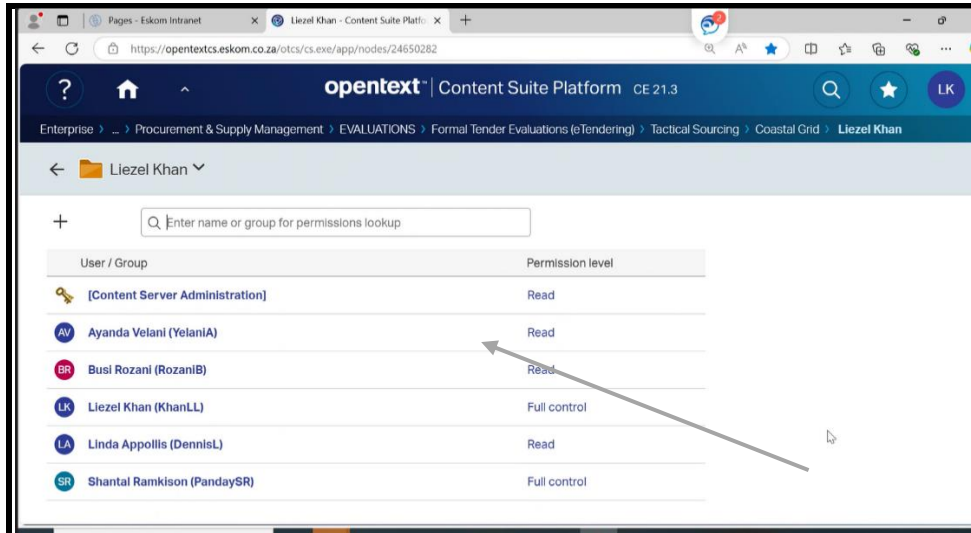 Pages - Eskom Intranet
Liezel Khan - Content Suite Platfo
2
https://opentextcs.eskom.co.za/otcs/cs.exe/app/nodes/24650282
? opentext™ | Content Suite Platform CE 21.3 LK
Enterprise > ... > Procurement & Supply Management > EVALUATIONS > Formal Tender Evaluations (eTendering) > Tactical Sourcing > Coastal Grid > Liezel Khan
Liezel Khan
Enter name or group for permissions lookup
User / Group Permission level
[Content Server Administration] Read
AV Ayanda Velani (YelaniA) Read
BR Busi Rozani (RozaniB) Read
LK Liezel Khan (KhanLL) Full control
LA Linda Appollis (DennisL) Read
SR Shantal Ramkison (PandaySR) Full control